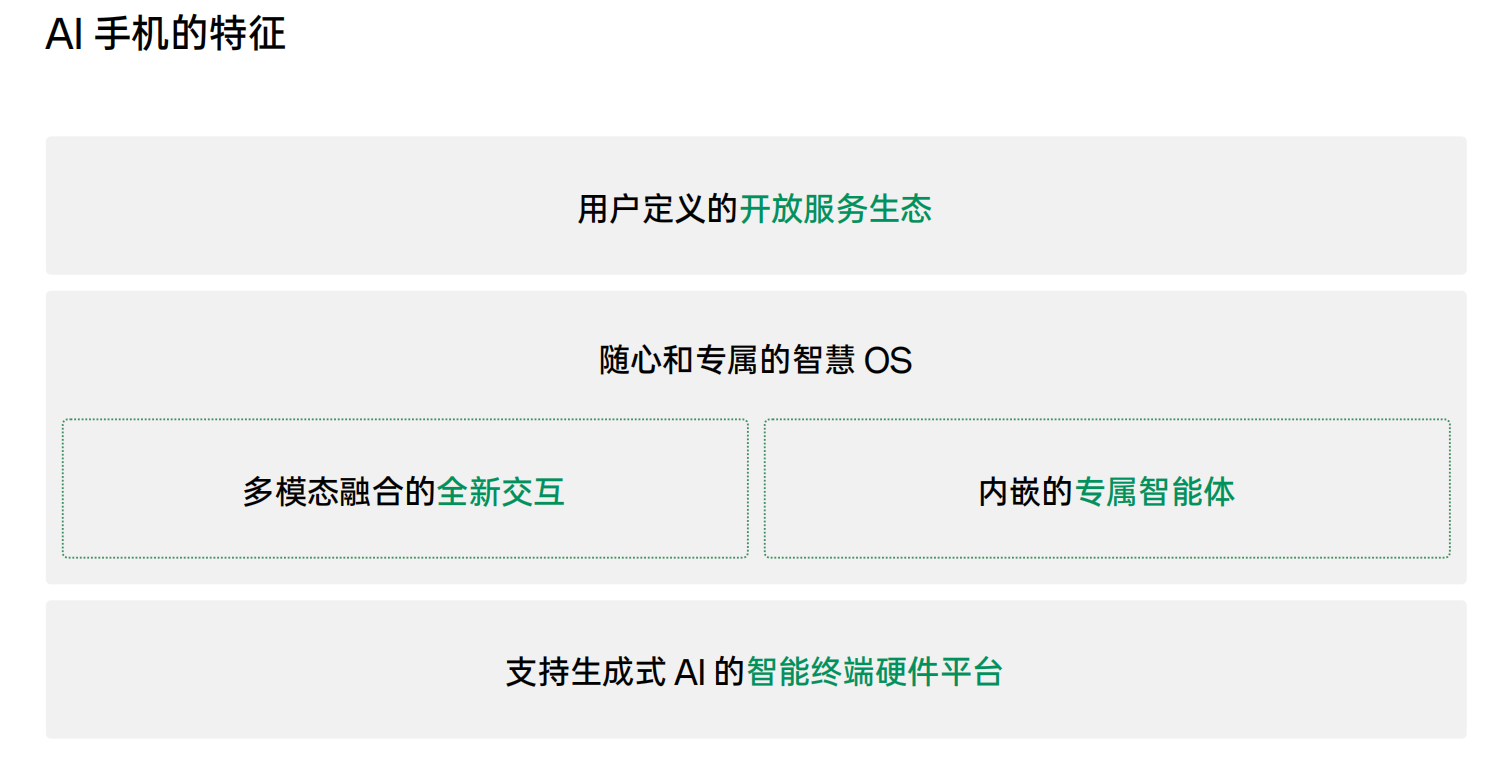 AI 手机的特征
用户定义的开放服务生态
随心和专属的智慧 OS
多模态融合的全新交互
内嵌的专属智能体
支持生成式 AI 的智能终端硬件平台